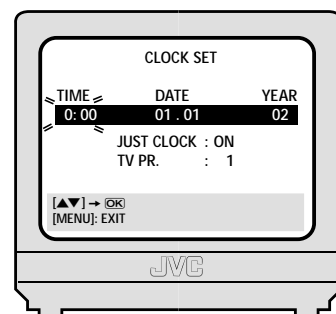 CLOCK SET
TIME DATE YEAR
0:00 01.01 02
JUST CLOCK : ON
TV PR. : 1
[▲▼] → OK
[MENU]: EXIT
JVC